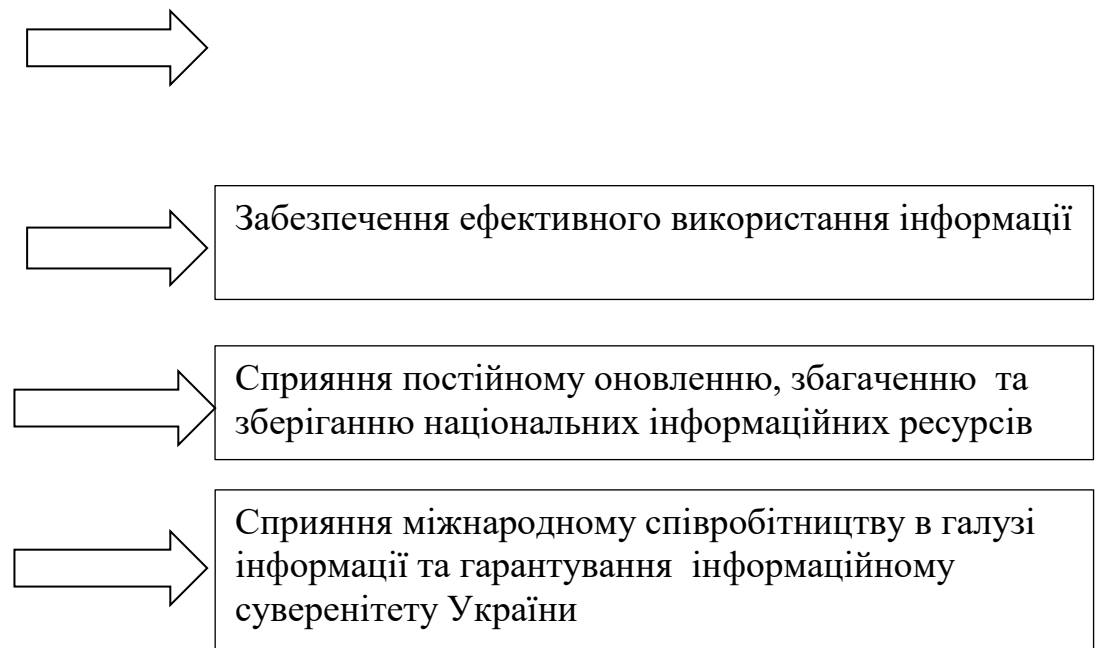 Забезпечення ефективного використання інформації
Сприяння постійному оновленню, збагаченню та
зберіганню національних інформаційних ресурсів
Сприяння міжнародному співробітництву в галузі
інформації та гарантування інформаційному
суверенітету України